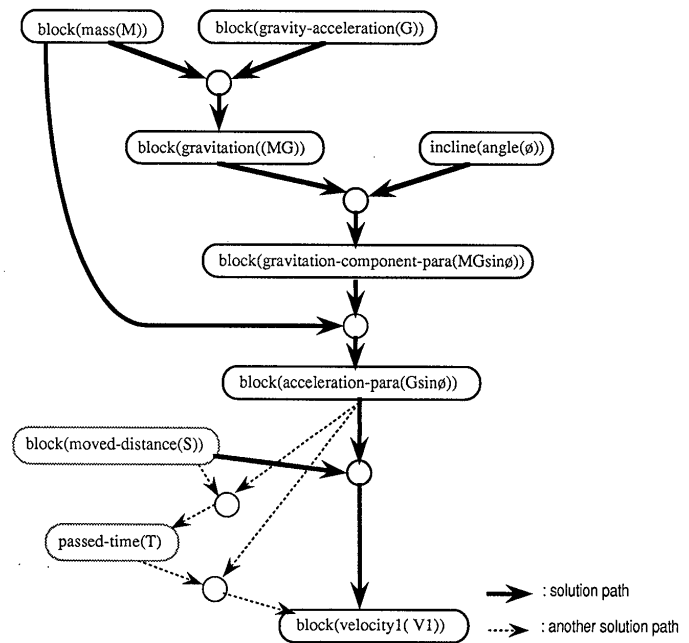 block(mass(M))
block(gravity-acceleration(G))
block(gravitation((MG))
incline(angle(ø))
block(gravitation-component-para(MGsinø))
block(acceleration-para(Gsinø))
block(moved-distance(S))
passed-time(T)
block(velocity1( V1))
: solution path
: another solution path